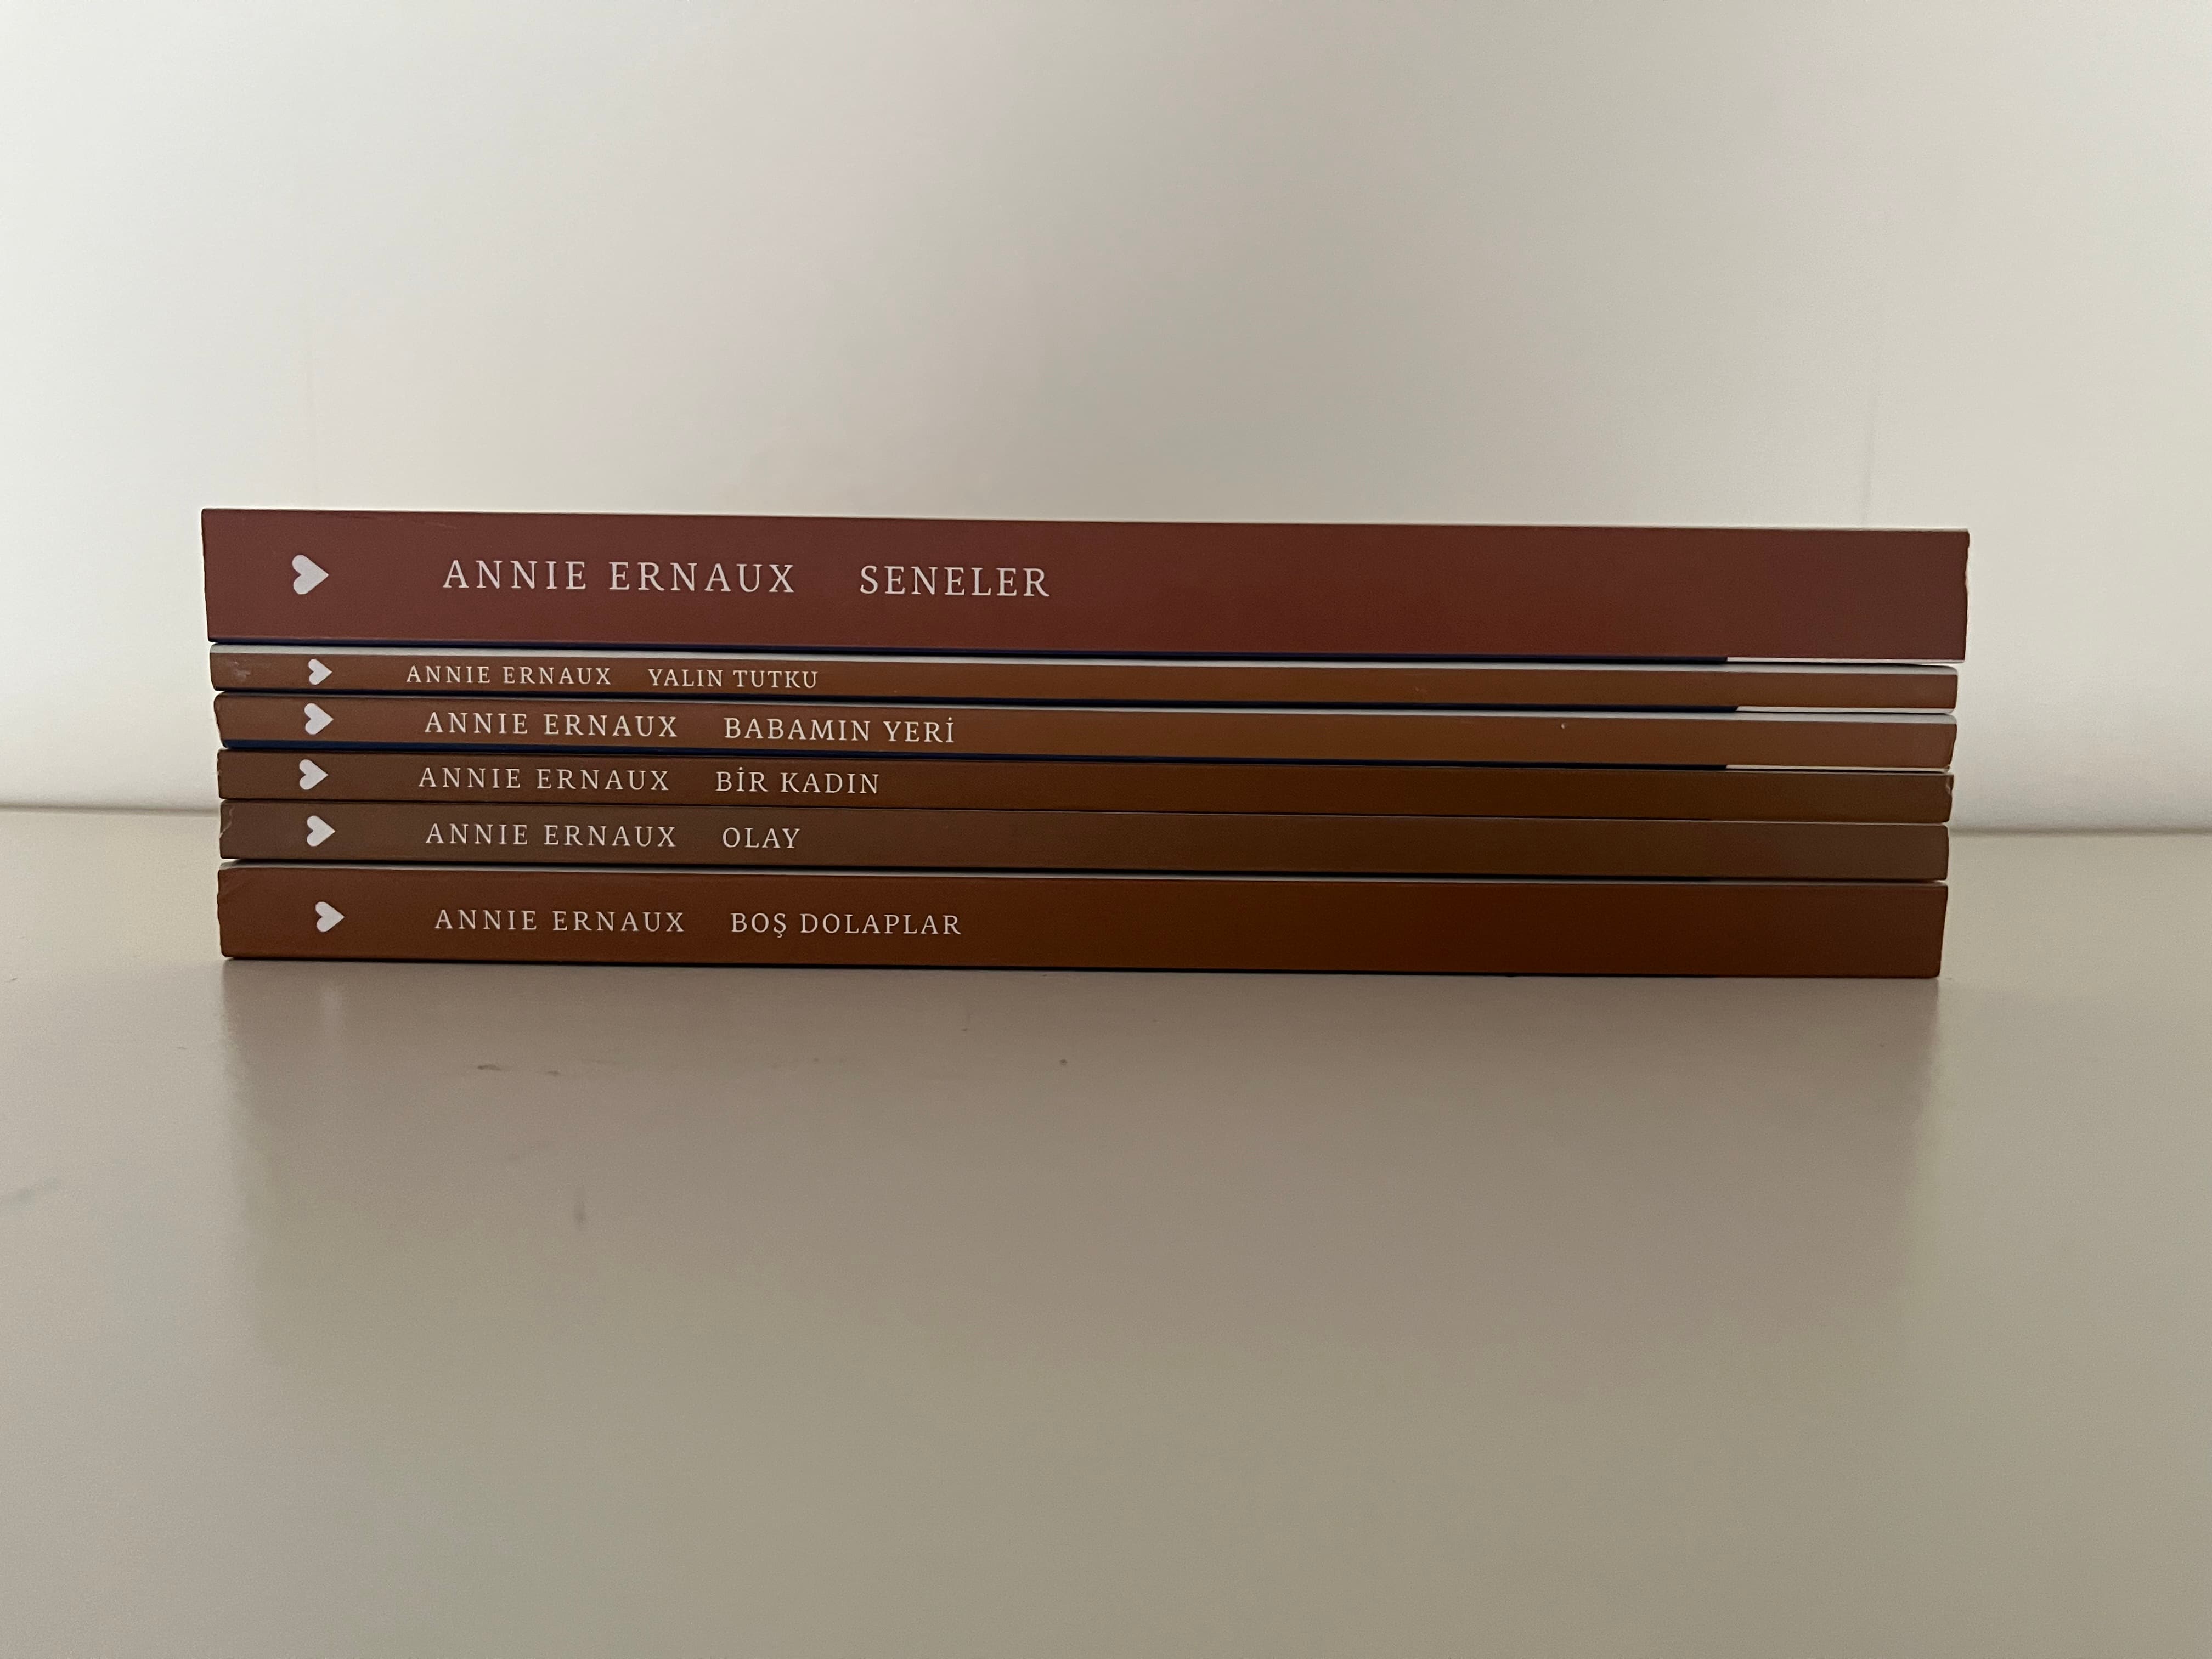 ANNIE ERNAUX SENELER
ANNIE ERNAUX YALIN TUTKU
ANNIE ERNAUX BABAMIN YERİ
ANNIE ERNAUX BİR KADIN
ANNIE ERNAUX OLAY
ANNIE ERNAUX BOŞ DOLAPLAR